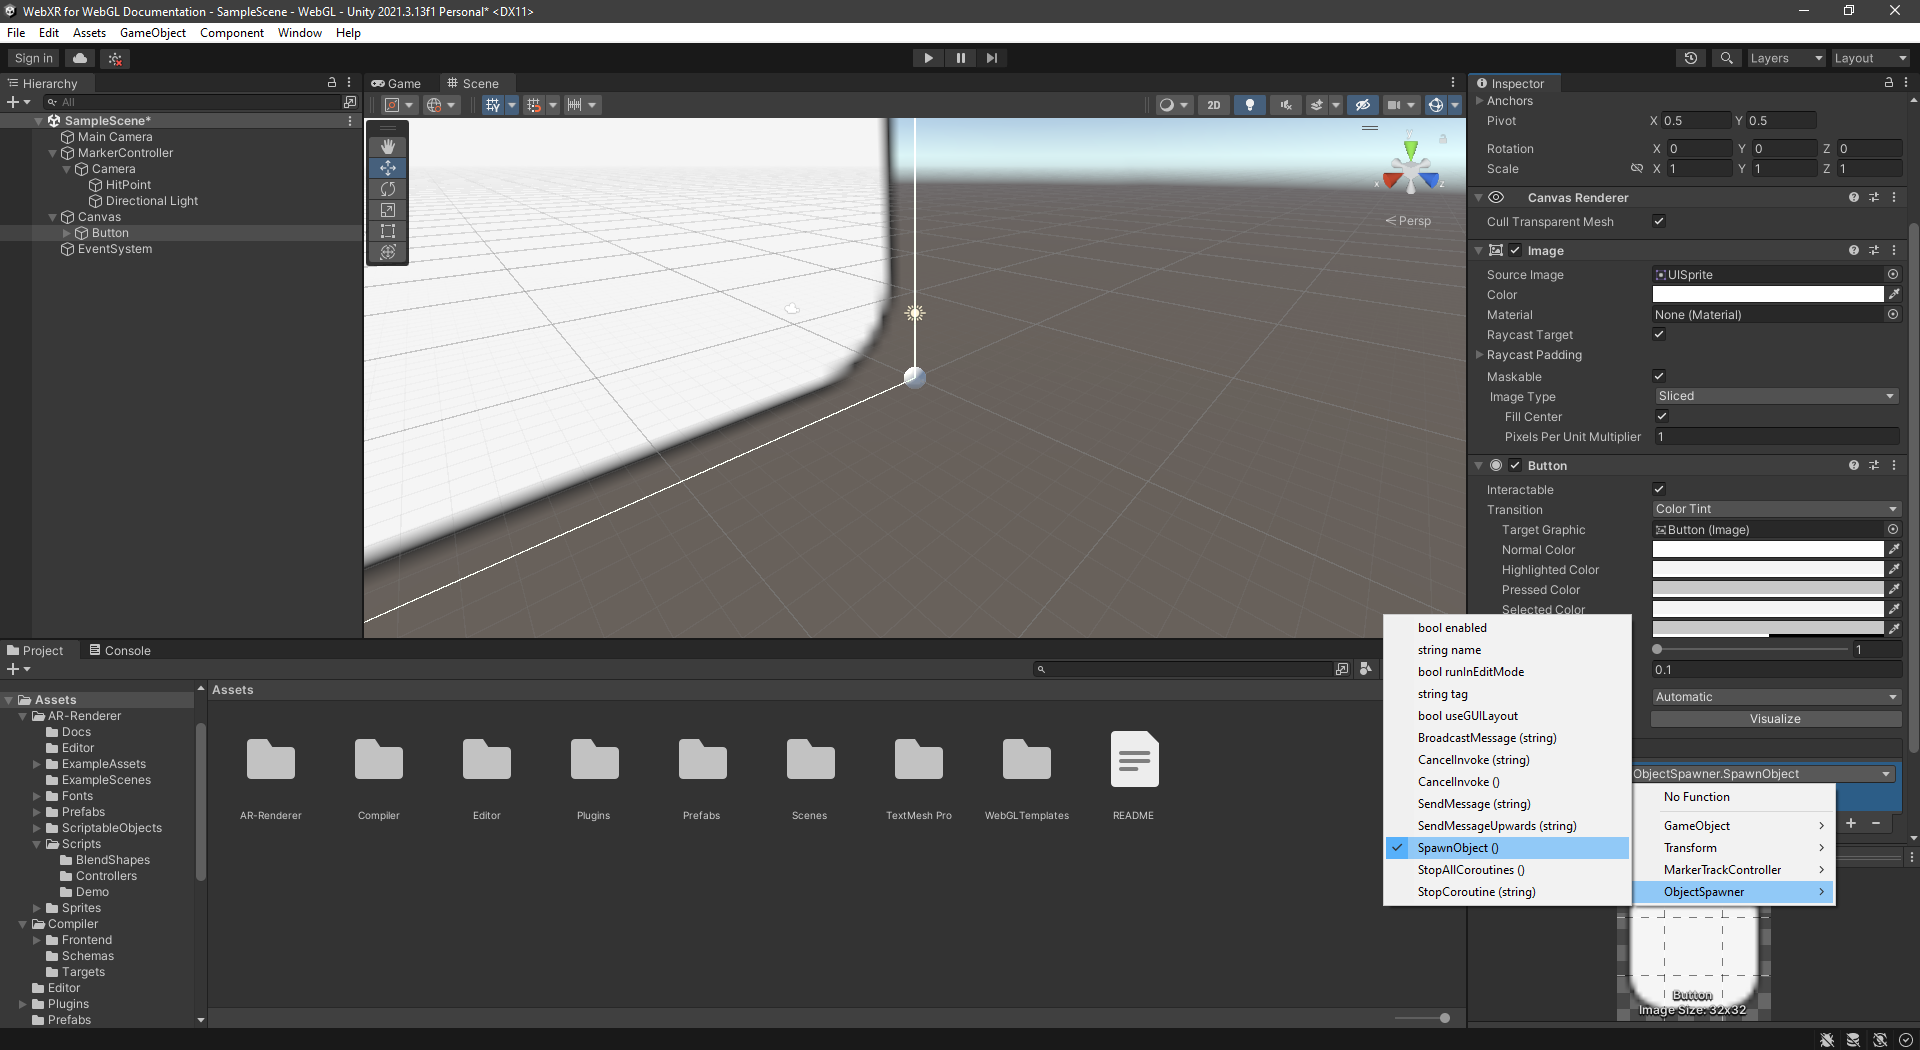 WebXR for WebGL Documentation - SampleScene - WebGL - Unity 2021.3.13f1 Personal* <DX11>
File Edit Assets GameObject Component Window Help
Sign in
Layers
Layout
Hierarchy
All
SampleScene*
Main Camera
MarkerController
Camera
HitPoint
Directional Light
Canvas
Button
EventSystem
Game
Scene
2D
y
x
z
Persp
Inspector
Anchors
Pivot X 0.5 Y 0.5
Rotation X 0 Y 0 Z 0
Scale X 1 Y 1 Z 1
Canvas Renderer
Cull Transparent Mesh
Image
Source Image UISprite
Color
Material None (Material)
Raycast Target
Raycast Padding
Maskable
Image Type Sliced
Fill Center
Pixels Per Unit Multiplier 1
Button
Interactable
Transition Color Tint
Target Graphic Button (Image)
Normal Color
Highlighted Color
Pressed Color
Selected Color
1
0.1
Automatic
Visualize
ObjectSpawner.SpawnObject
No Function
GameObject
Transform
MarkerTrackController
ObjectSpawner
bool enabled
string name
bool runInEditMode
string tag
bool useGUILayout
BroadcastMessage (string)
CancelInvoke (string)
CancelInvoke ()
SendMessage (string)
SendMessageUpwards (string)
SpawnObject ()
StopAllCoroutines ()
StopCoroutine (string)
Button
Image Size: 32x32
Project
Console
Assets
AR-Renderer
Docs
Editor
ExampleAssets
ExampleScenes
Fonts
Prefabs
ScriptableObjects
Scripts
BlendShapes
Controllers
Demo
Sprites
Compiler
Frontend
Schemas
Targets
Editor
Plugins
Prefabs
Assets
AR-Renderer
Compiler
Editor
Plugins
Prefabs
Scenes
TextMesh Pro
WebGLTemplates
README